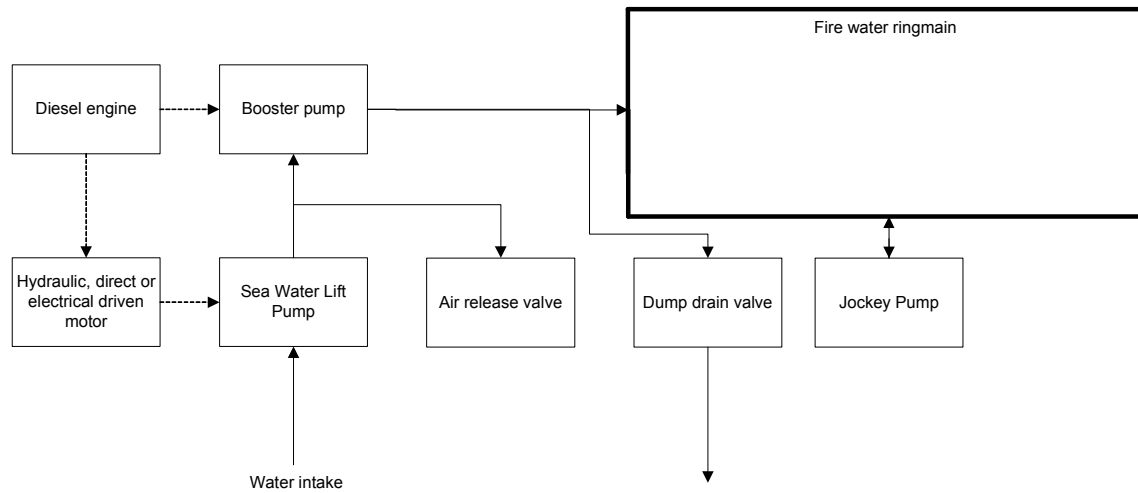 Fire water ringmain
Diesel engine
Booster pump
Hydraulic, direct or
electrical driven
motor
Sea Water Lift
Pump
Air release valve
Dump drain valve
Jockey Pump
Water intake